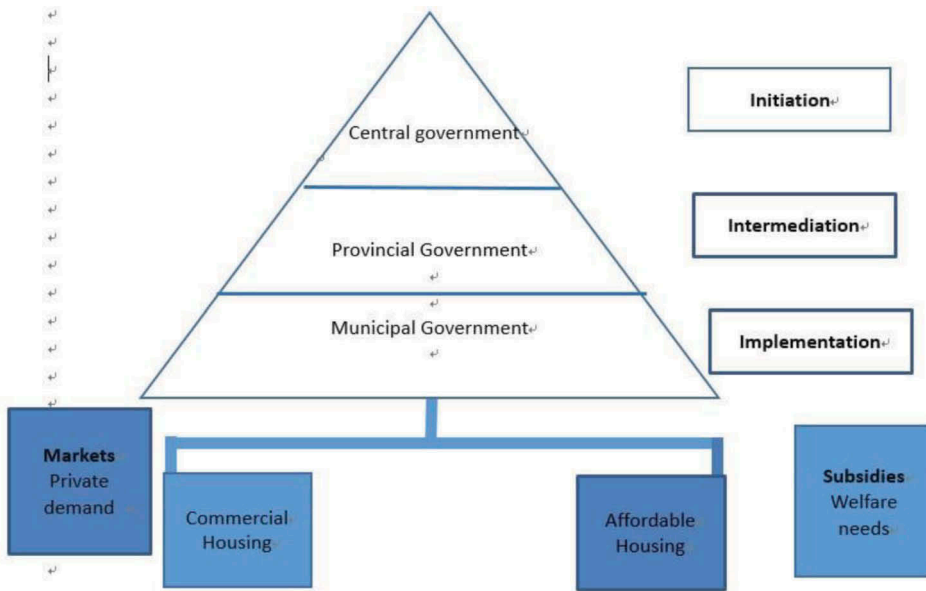 Central government
Initiation
Provincial Government
Intermediation
Municipal Government
Implementation
Markets
Private
demand
Commercial
Housing
Affordable
Housing
Subsidies
Welfare
needs